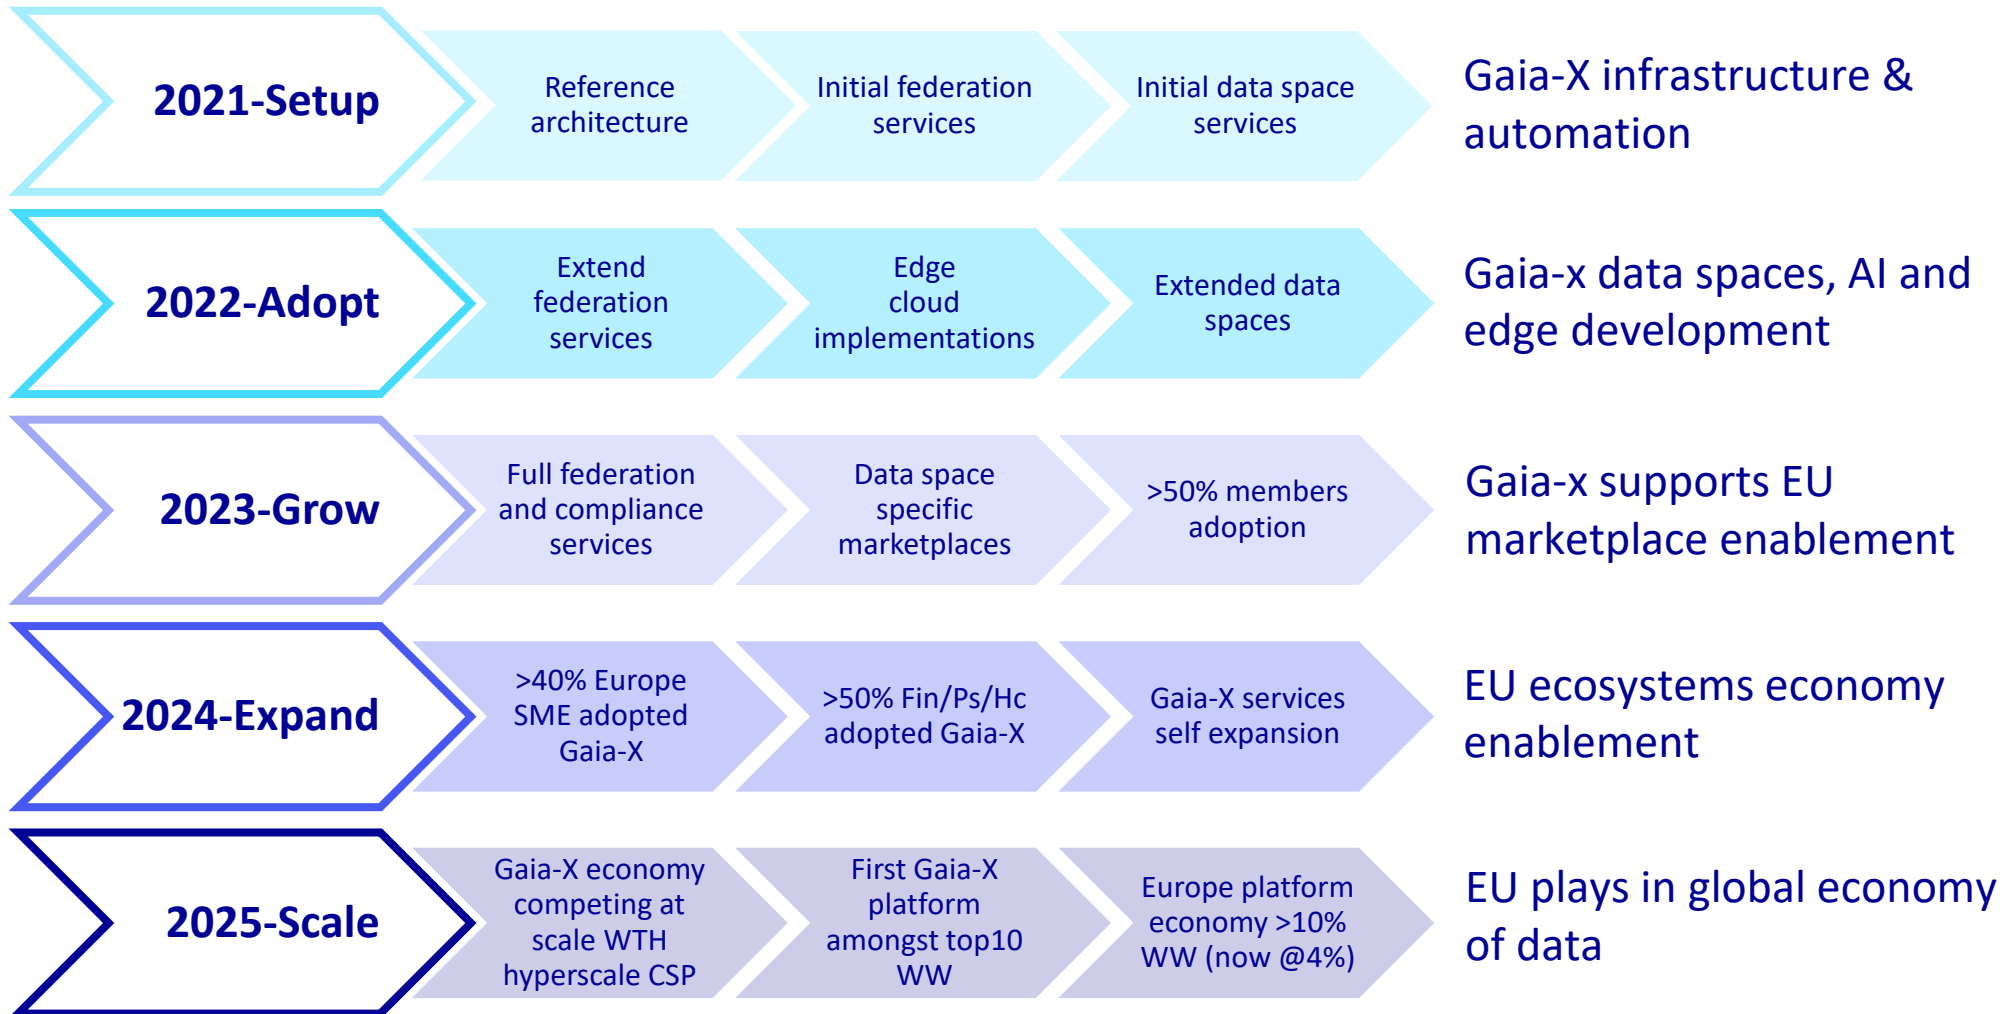 2021-Setup
Reference
architecture
Initial federation
services
Initial data space
services
Gaia-X infrastructure &
automation
2022-Adopt
Extend
federation
services
Edge
cloud
implementations
Extended data
spaces
Gaia-x data spaces, AI and
edge development
2023-Grow
Full federation
and compliance
services
Data space
specific
marketplaces
>50% members
adoption
Gaia-x supports EU
marketplace enablement
2024-Expand
>40% Europe
SME adopted
Gaia-X
>50% Fin/Ps/Hc
adopted Gaia-X
Gaia-X services
self expansion
EU ecosystems economy
enablement
2025-Scale
Gaia-X economy
competing at
scale WTH
hyperscale CSP
First Gaia-X
platform
amongst top10
WW
Europe platform
economy >10%
WW (now @4%)
EU plays in global economy
of data